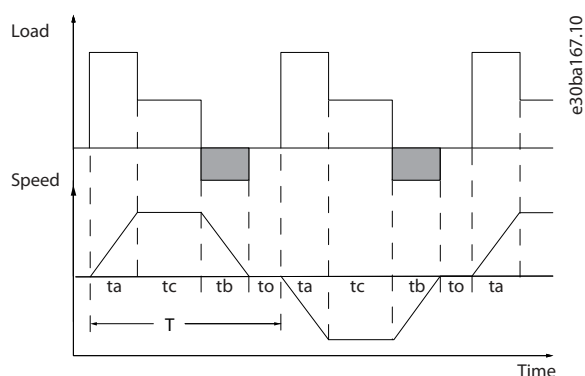 Load
e30ba167.10
Speed
ta tc tb to ta tc tb to ta
T
Time